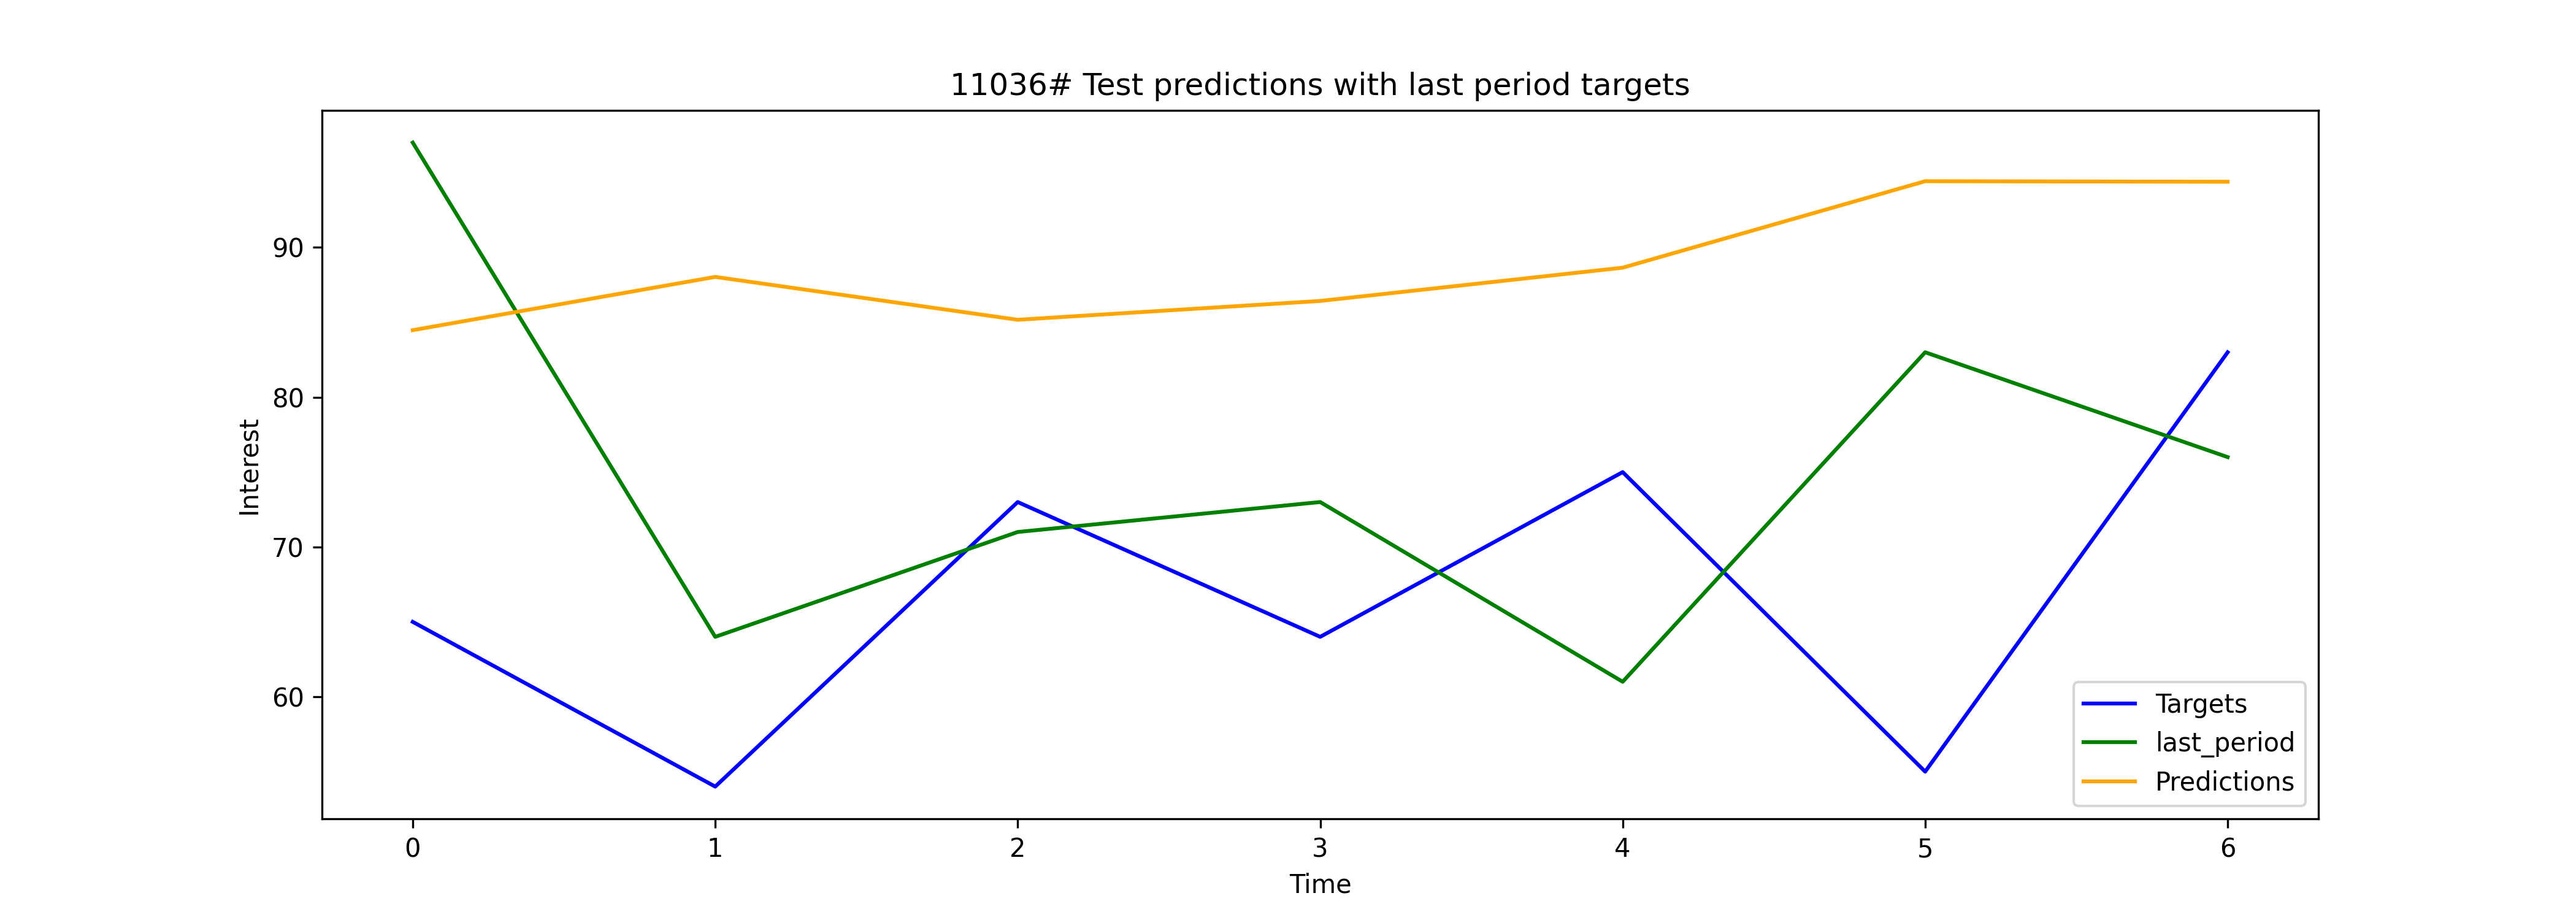 11036# Test predictions with last period targets
90
80
70
60
Interest
0 1 2 3 4 5 6
Time
Targets
last_period
Predictions